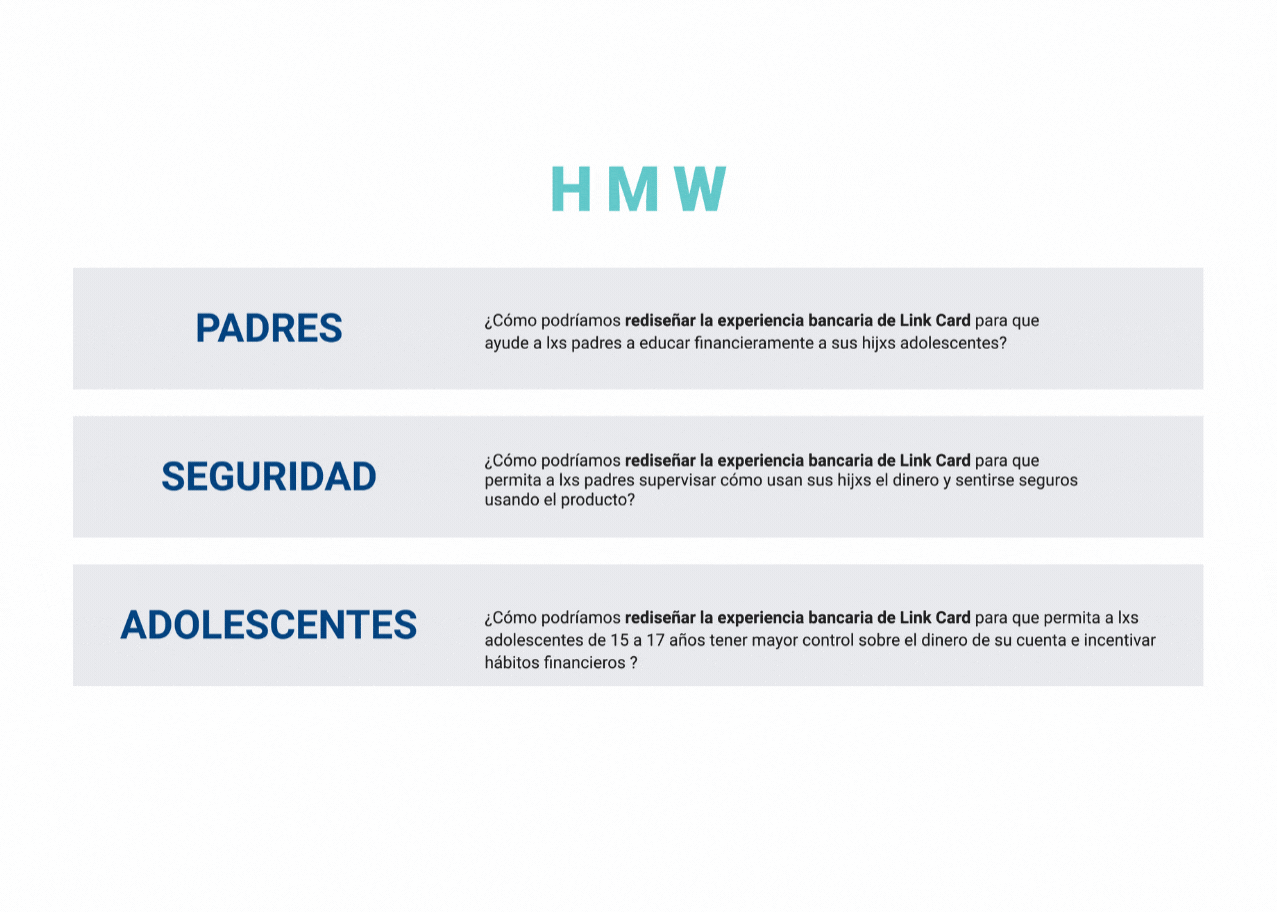 HMW
PADRES
¿Cómo podríamos rediseñar la experiencia bancaria de Link Card para que
ayude a lxs padres a educar financieramente a sus hijxs adolescentes?
SEGURIDAD
¿Cómo podríamos rediseñar la experiencia bancaria de Link Card para que
permita a lxs padres supervisar cómo usan sus hijxs el dinero y sentirse seguros
usando el producto?
ADOLESCENTES
¿Cómo podríamos rediseñar la experiencia bancaria de Link Card para que permita a lxs
adolescentes de 15 a 17 años tener mayor control sobre el dinero de su cuenta e incentivar
hábitos financieros ?